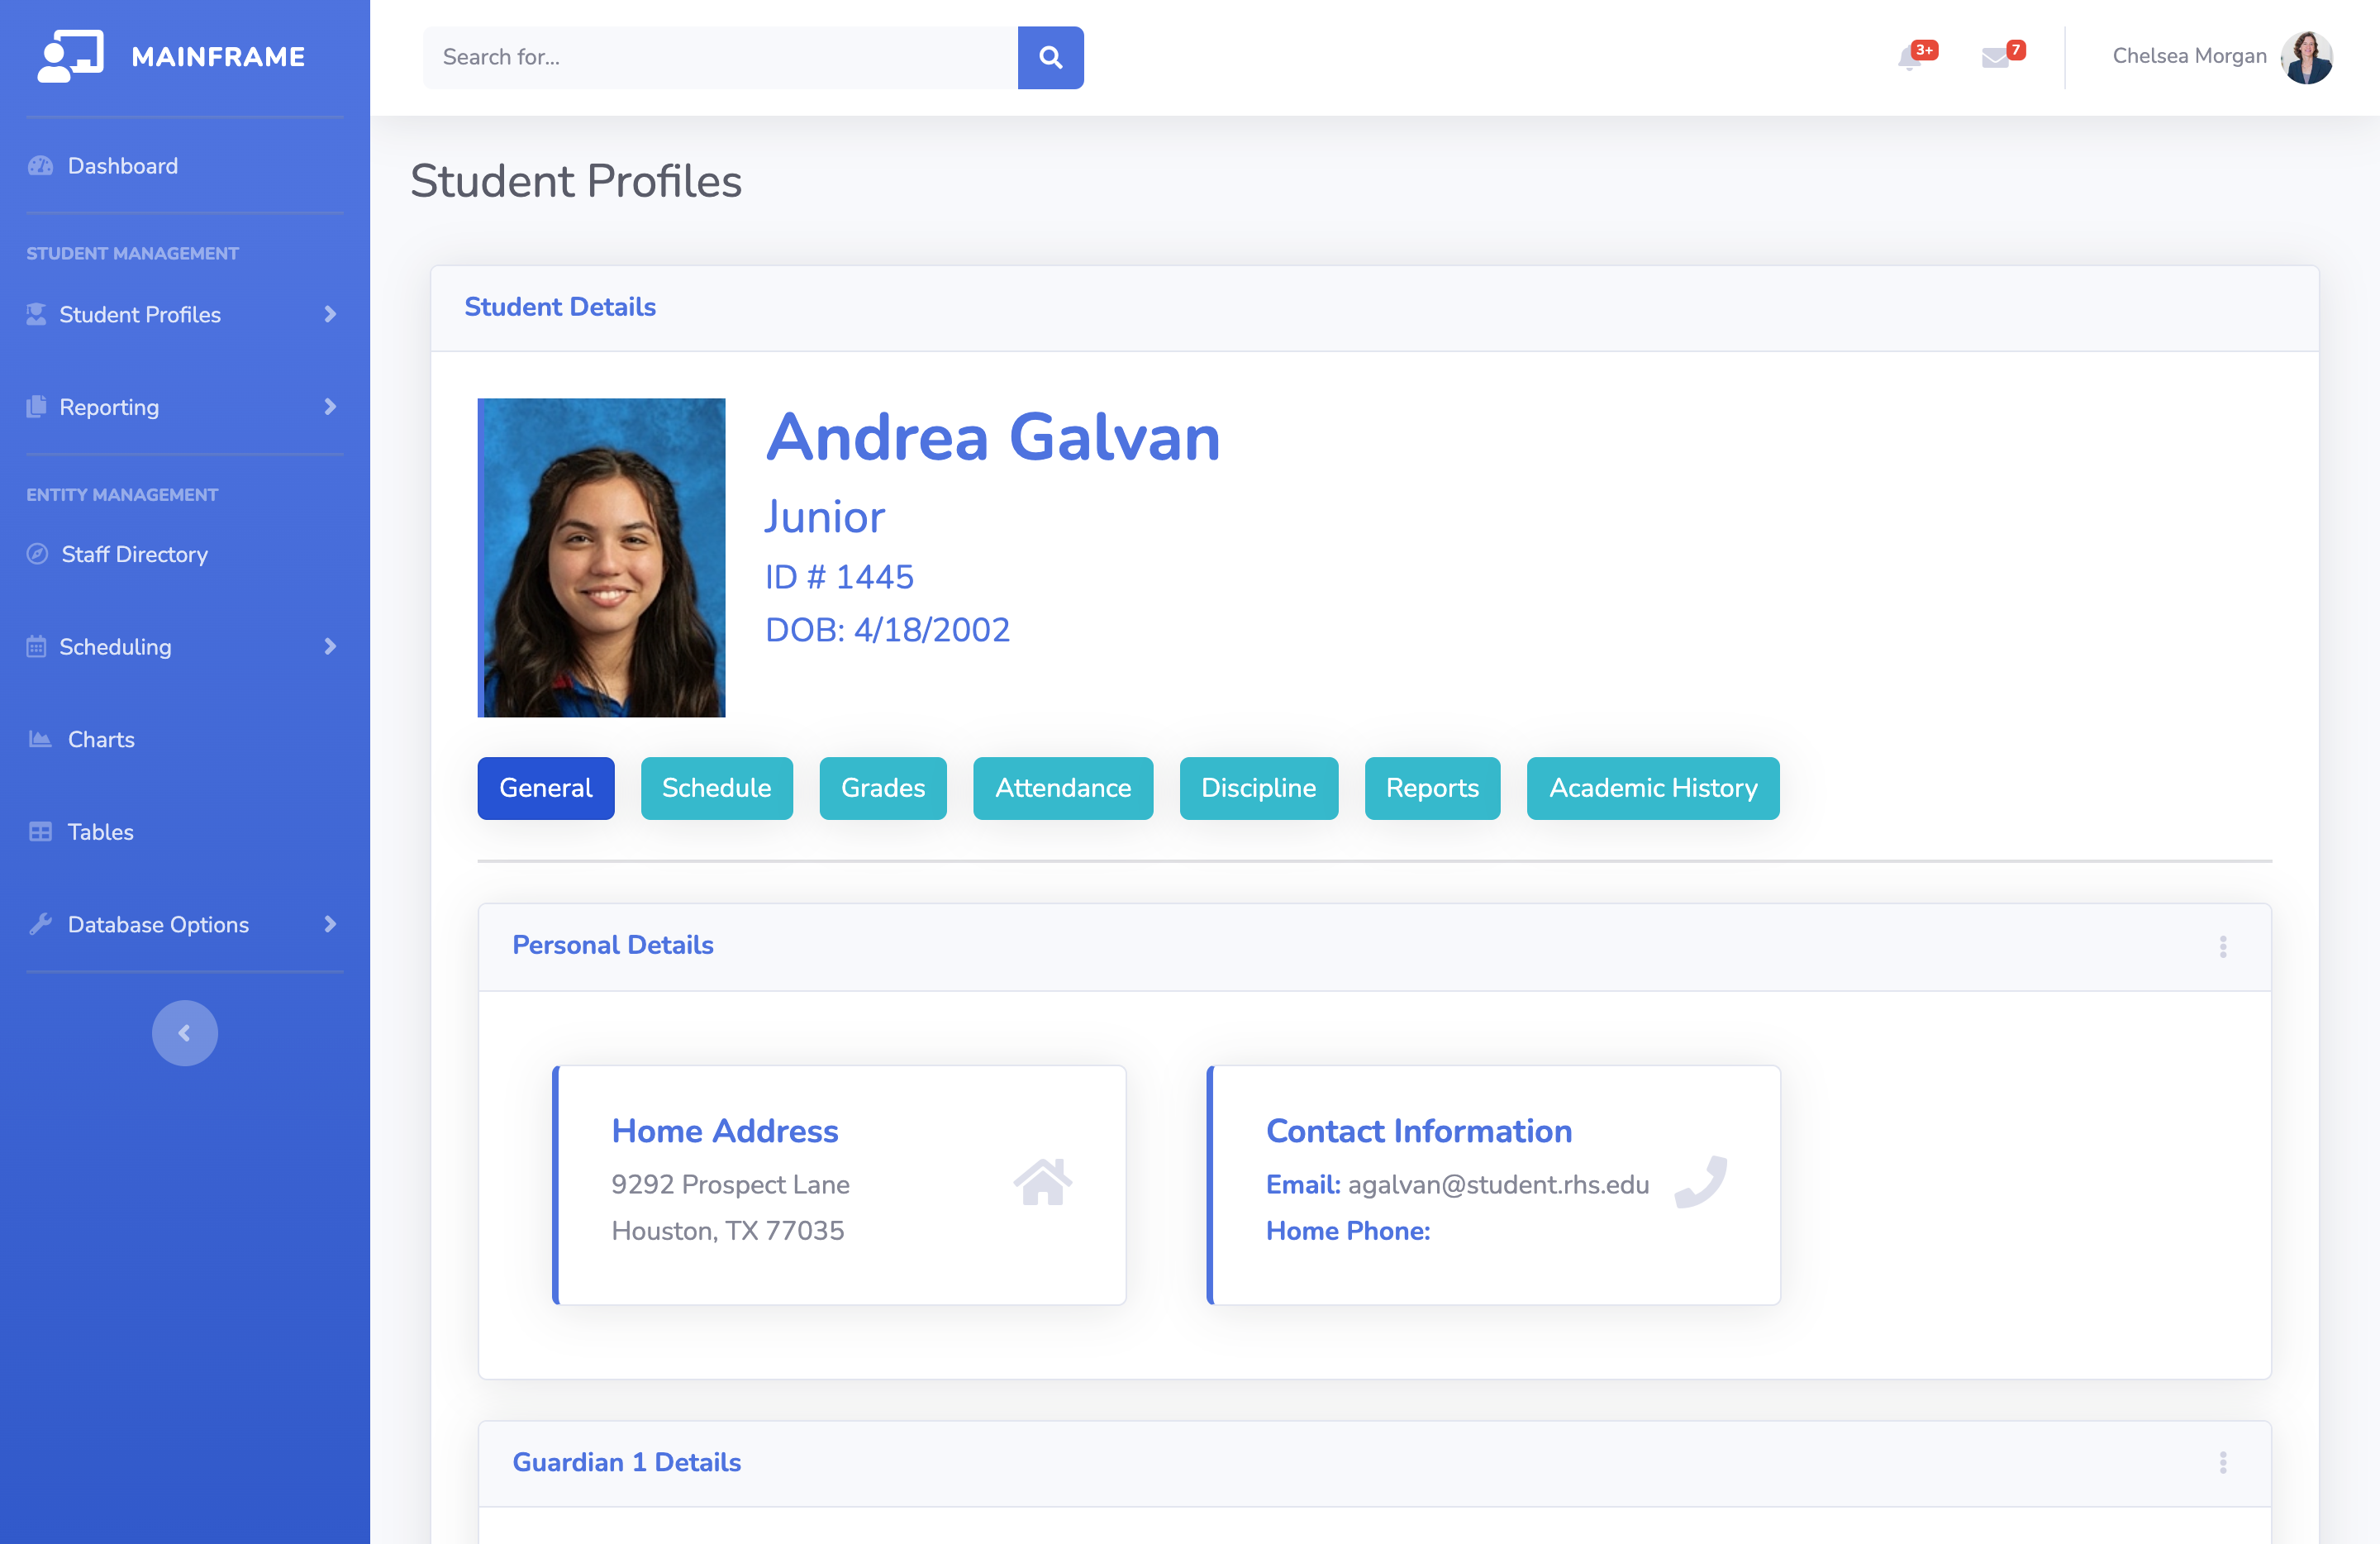 MAINFRAME
Search for...
3+
7
Chelsea Morgan
Dashboard
STUDENT MANAGEMENT
Student Profiles
Reporting
ENTITY MANAGEMENT
Staff Directory
Scheduling
Charts
Tables
Database Options
Student Profiles
Student Details
Andrea Galvan
Junior
ID # 1445
DOB: 4/18/2002
General
Schedule
Grades
Attendance
Discipline
Reports
Academic History
Personal Details
Home Address
9292 Prospect Lane
Houston, TX 77035
Contact Information
Email: agalvan@student.rhs.edu
Home Phone:
Guardian 1 Details